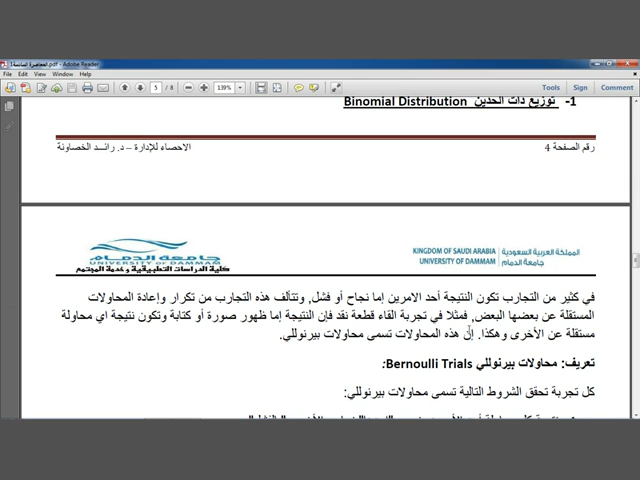 المحاضرة السادسة1.pdf - Adobe Reader
File Edit View Window Help
5 / 8 139% Tools Sign Comment
1- توزيع ذات الحدين Binomial Distribution
الاحصاء للإدارة – د. رائـــد الخصاونة رقم الصفحة 4
جامعة الدمام
UNIVERSITY OF DAMMAM
كلية الدراسات التطبيقية و خدمة المجتمع
KINGDOM OF SAUDI ARABIA المملكة العربية السعودية
UNIVERSITY OF DAMMAM جامعة الدمام
في كثير من التجارب تكون النتيجة أحد الامرين إما نجاح أو فشل, وتتألف هذه التجارب من تكرار وإعادة المحاولات
المستقلة عن بعضها البعض, فمثلا في تجربة القاء قطعة نقد فإن النتيجة إما ظهور صورة أو كتابة وتكون نتيجة اي محاولة
مستقلة عن الأخرى وهكذا. إنّ هذه المحاولات تسمى محاولات بيرنوللي.
تعريف: محاولات بيرنوللي Bernoulli Trials:
كل تجربة تحقق الشروط التالية تسمى محاولات بيرنوللي: